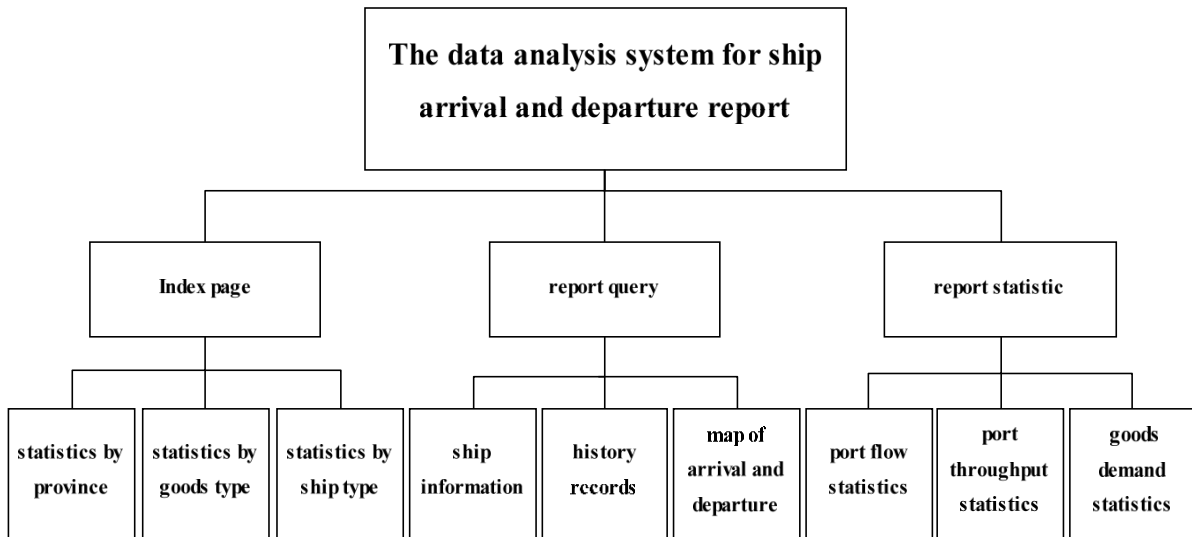 The data analysis system for ship
arrival and departure report
Index page
report query
report statistic
statistics by
province
statistics by
goods type
statistics by
ship type
ship
information
history
records
map of
arrival and
departure
port flow
statistics
port
throughput
statistics
goods
demand
statistics